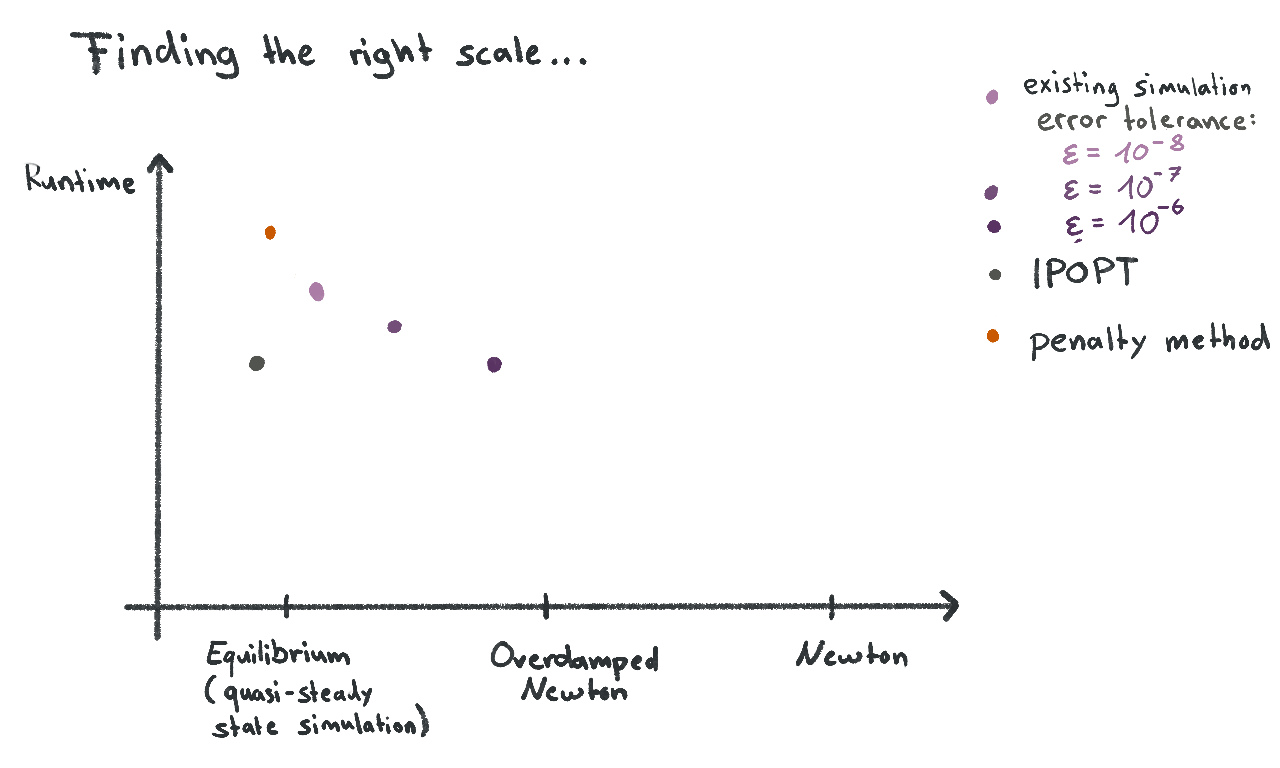 Finding the right scale...
existing simulation
error tolerance:
ε = 10⁻⁸
ε = 10⁻⁷
ε = 10⁻⁶
IPOPT
penalty method
Runtime
Equilibrium
(quasi-steady
state simulation)
Overdamped
Newton
Newton